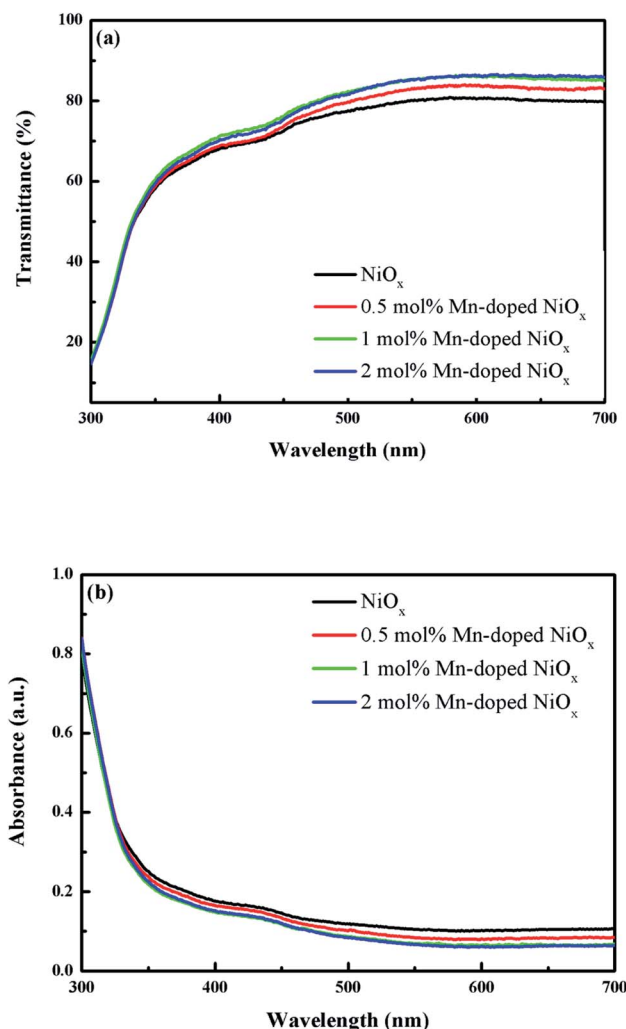 (a)
100
80
60
40
20
Transmittance (%)
NiOₓ
0.5 mol% Mn-doped NiOₓ
1 mol% Mn-doped NiOₓ
2 mol% Mn-doped NiOₓ
300 400 500 600 700
Wavelength (nm)
(b)
1.0
0.8
0.6
0.4
0.2
0.0
Absorbance (a.u.)
NiOₓ
0.5 mol% Mn-doped NiOₓ
1 mol% Mn-doped NiOₓ
2 mol% Mn-doped NiOₓ
300 400 500 600 700
Wavelength (nm)